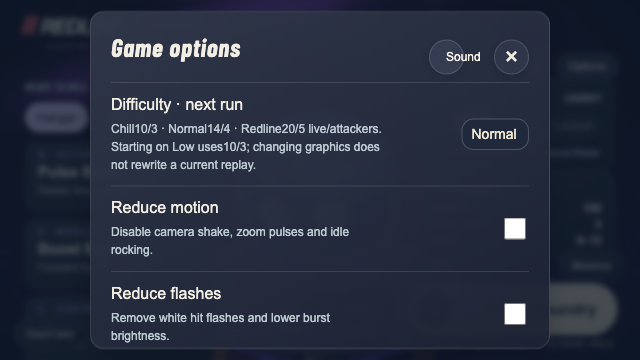 Game options
Sound ×
Difficulty · next run
Chill10/3 · Normal14/4 · Redline20/5 live/attackers.
Starting on Low uses10/3; changing graphics does
not rewrite a current replay.
Normal
Reduce motion
Disable camera shake, zoom pulses and idle
rocking.
Reduce flashes
Remove white hit flashes and lower burst
brightness.